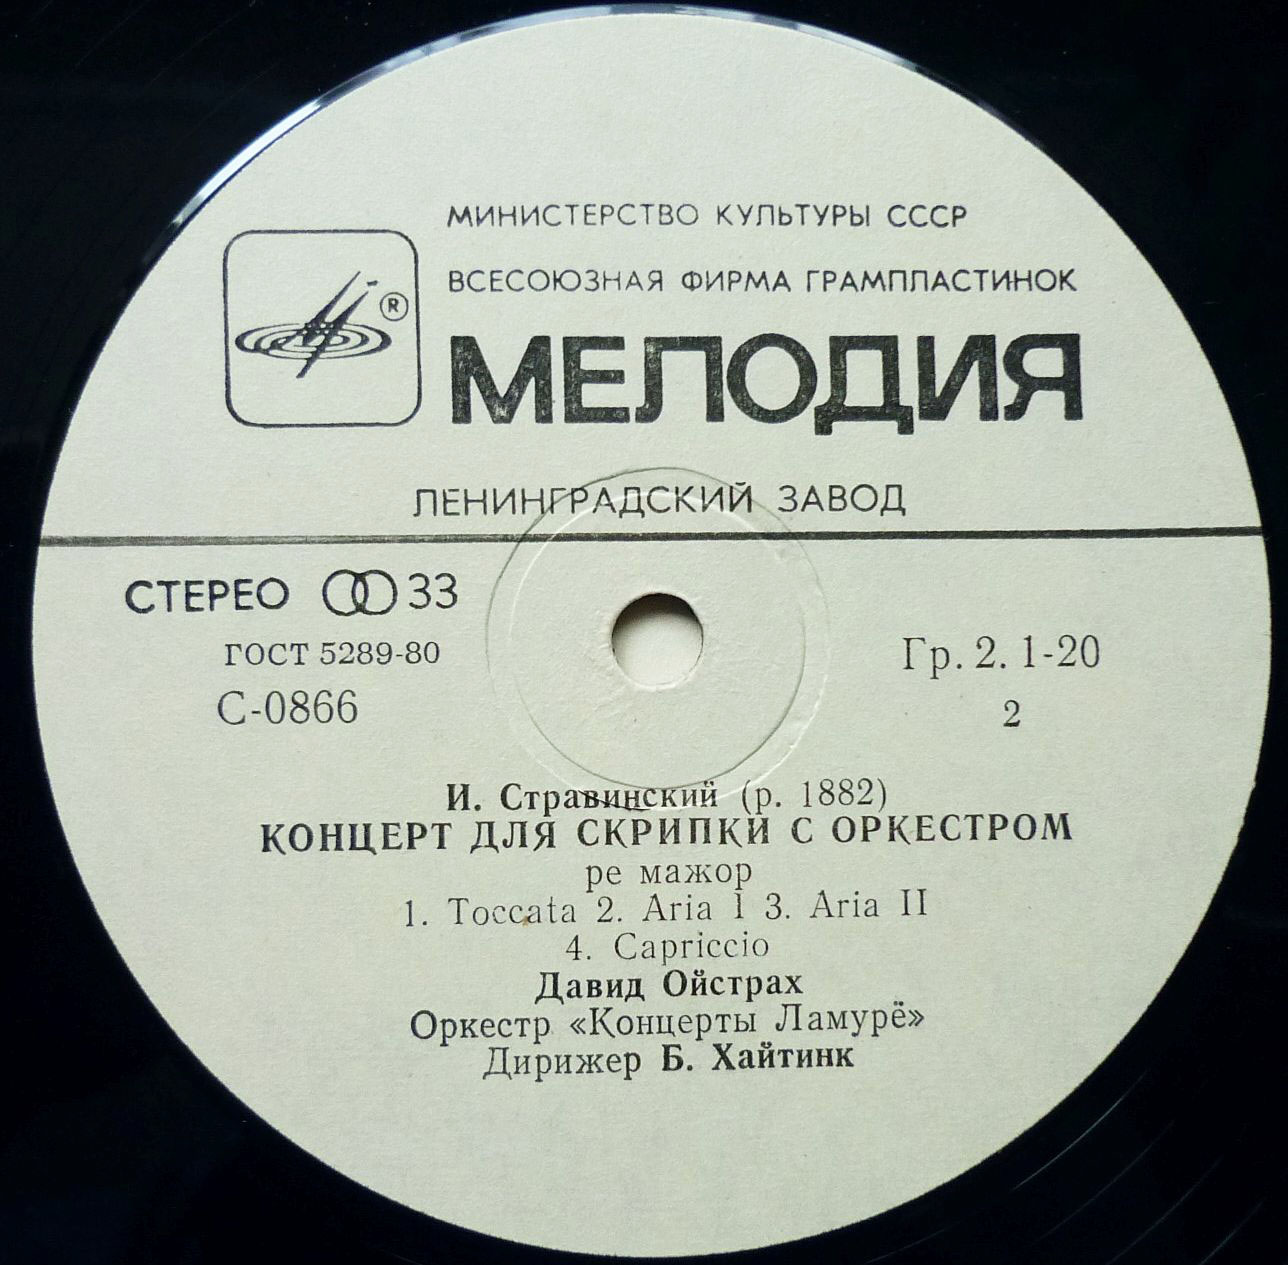 МИНИСТЕРСТВО КУЛЬТУРЫ СССР
ВСЕСОЮЗНАЯ ФИРМА ГРАМПЛАСТИНОК
®
МЕЛОДИЯ
ЛЕНИНГРАДСКИЙ ЗАВОД
СТЕРЕО 33
ГОСТ 5289-80
Гр. 2. 1-20
С-0866
2
И. Стравинский (р. 1882)
КОНЦЕРТ ДЛЯ СКРИПКИ С ОРКЕСТРОМ
ре мажор
1. Toccata 2. Aria I 3. Aria II
4. Capriccio
Давид Ойстрах
Оркестр «Концерты Ламурё»
Дирижер Б. Хайтинк